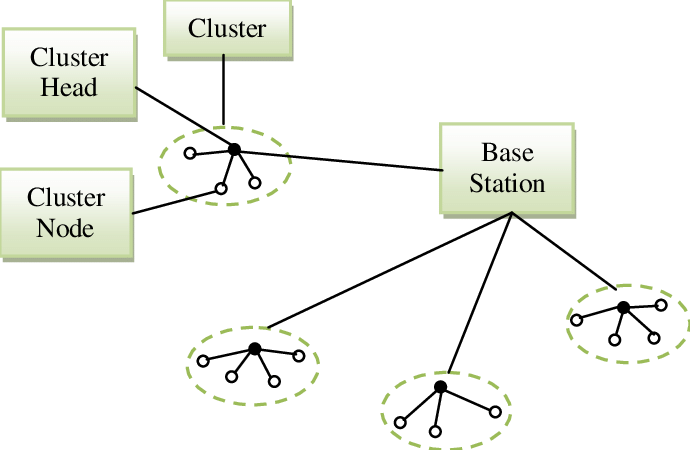 Cluster
Cluster
Head
Base
Station
Cluster
Node